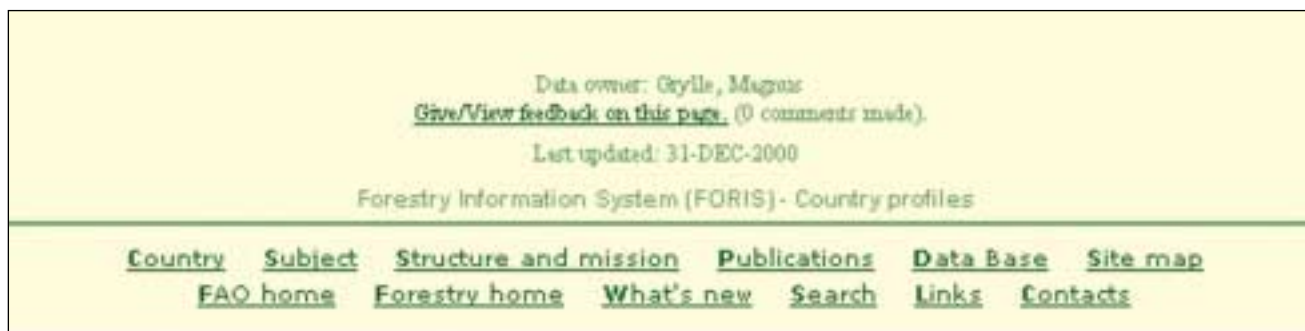 Data owner: Grylle, Magnus
Give/View feedback on this page. (0 comments made).
Last updated: 31-DEC-2000
Forestry Information System (FORIS) - Country profiles
Country Subject Structure and mission Publications Data Base Site map
FAO home Forestry home What's new Search Links Contacts